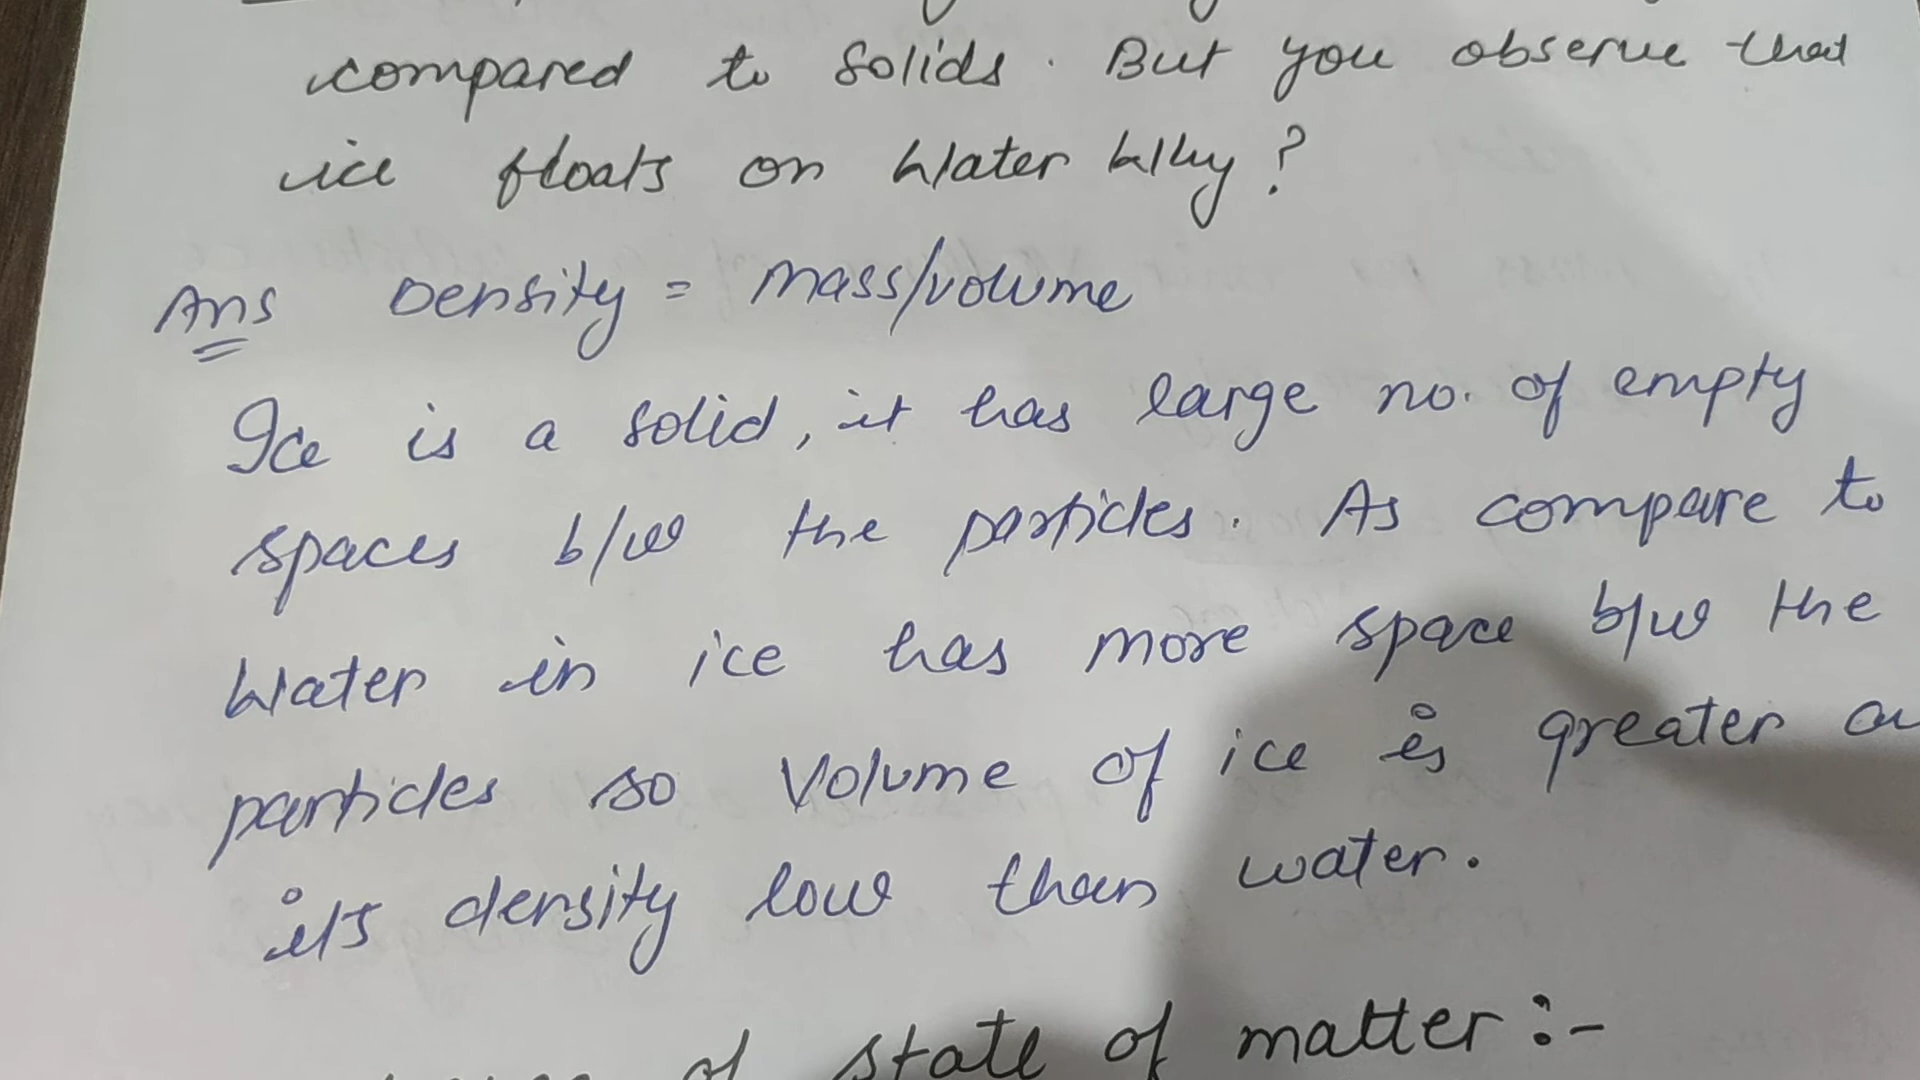 compared to solids. But you observe that
ice floats on Water Why?
Ans Density = mass/volume
Ice is a solid, it has large no. of empty
spaces b/w the particles. As compare to
Water in ice has more space b/w the
particles so Volume of ice is greater
it's density low than water.
of state of matter :-